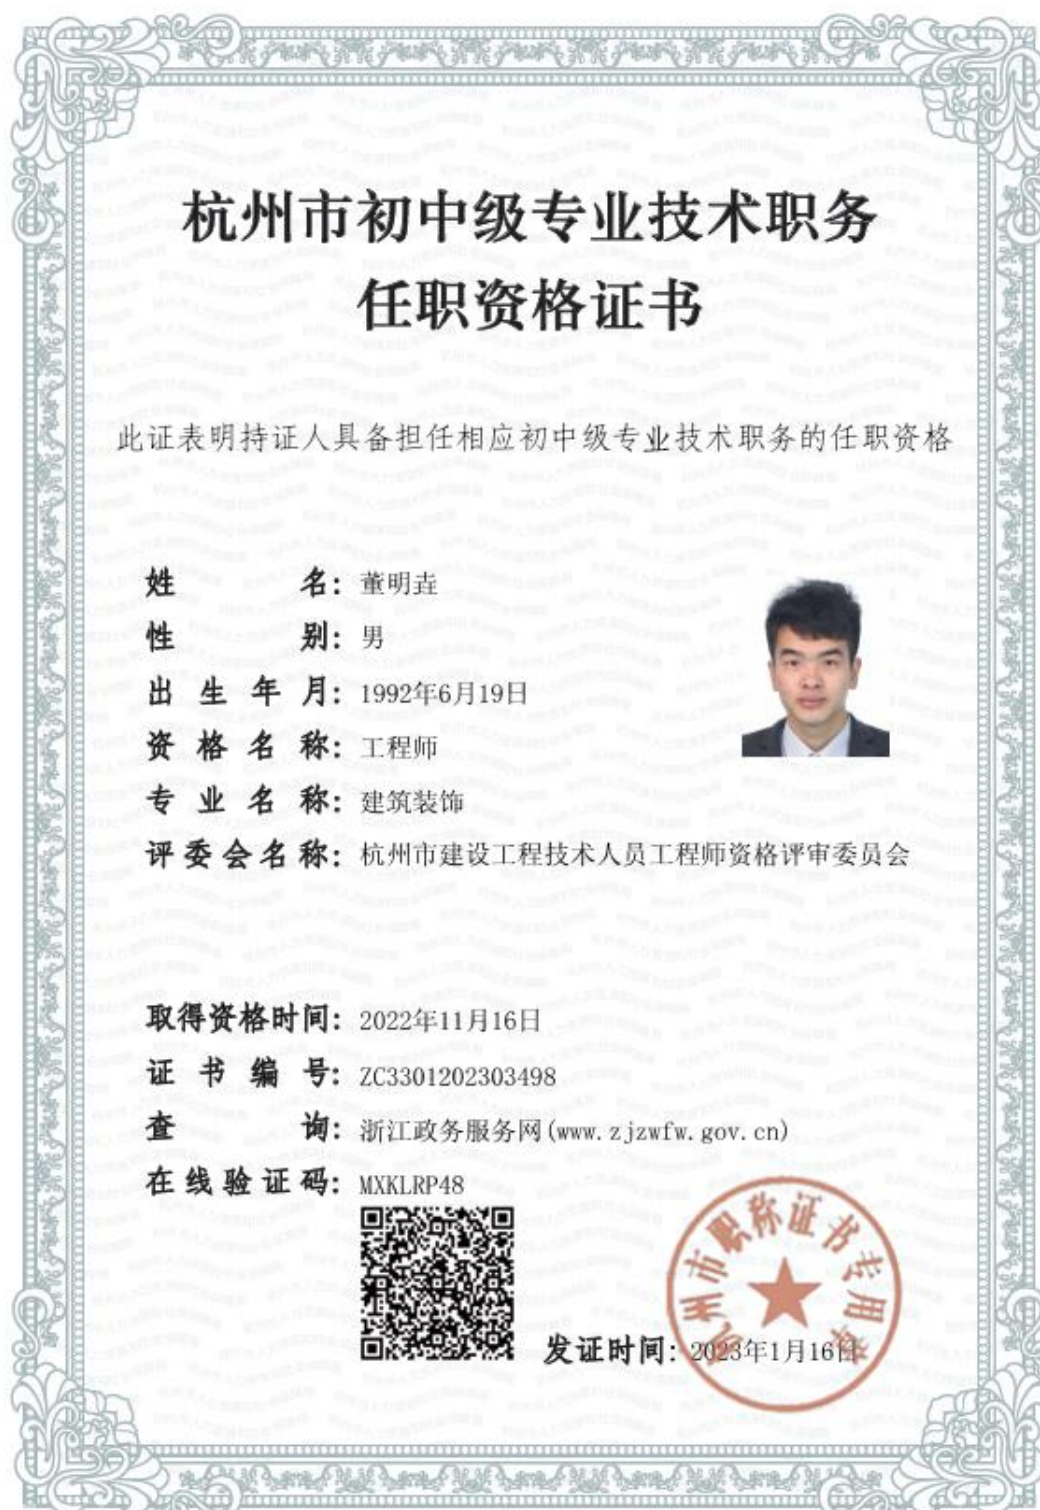 杭州市初中级专业技术职务
任职资格证书
此证表明持证人具备担任相应初中级专业技术职务的任职资格
姓名：董明垚
性别：男
出生年月：1992年6月19日
资格名称：工程师
专业名称：建筑装饰
评委会名称：杭州市建设工程技术人员工程师资格评审委员会
取得资格时间：2022年11月16日
证书编号：ZC3301202303498
查询：浙江政务服务网(www.zjzwfw.gov.cn)
在线验证码：MXKLRP48
杭州市职称证书专用章
发证时间：2023年1月16日